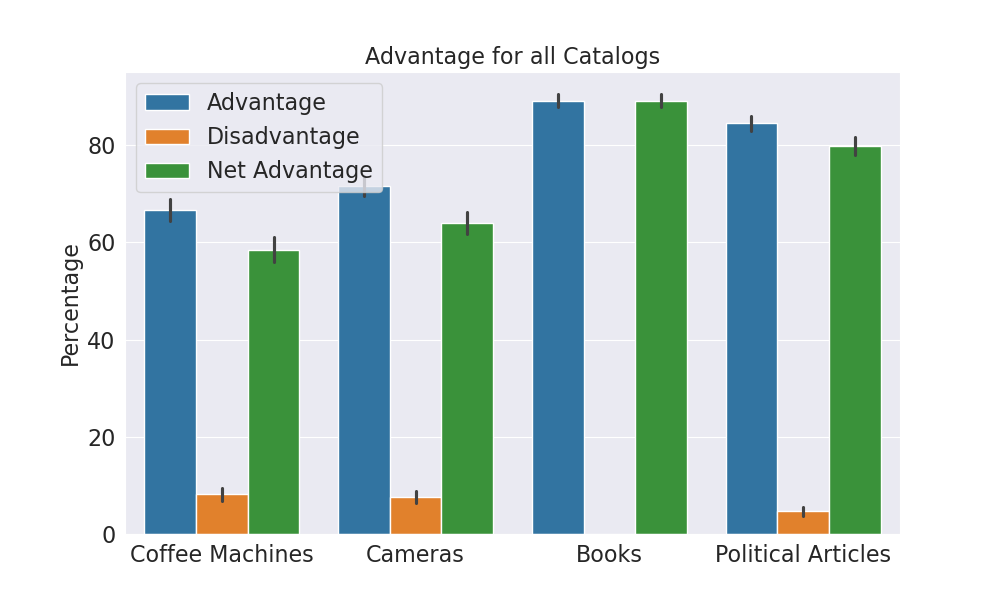 Advantage for all Catalogs
Advantage
Disadvantage
Net Advantage
Percentage
80
60
40
20
0
Coffee Machines Cameras Books Political Articles